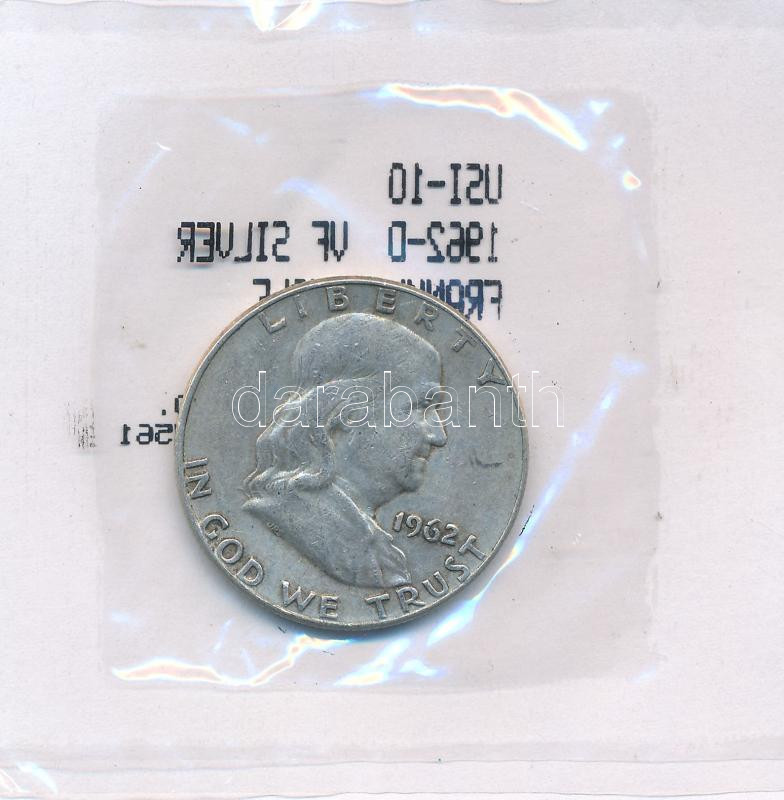 USI-10
1962-D VF SILVER
LIBERTY
darabanth
IN GOD WE TRUST
1962